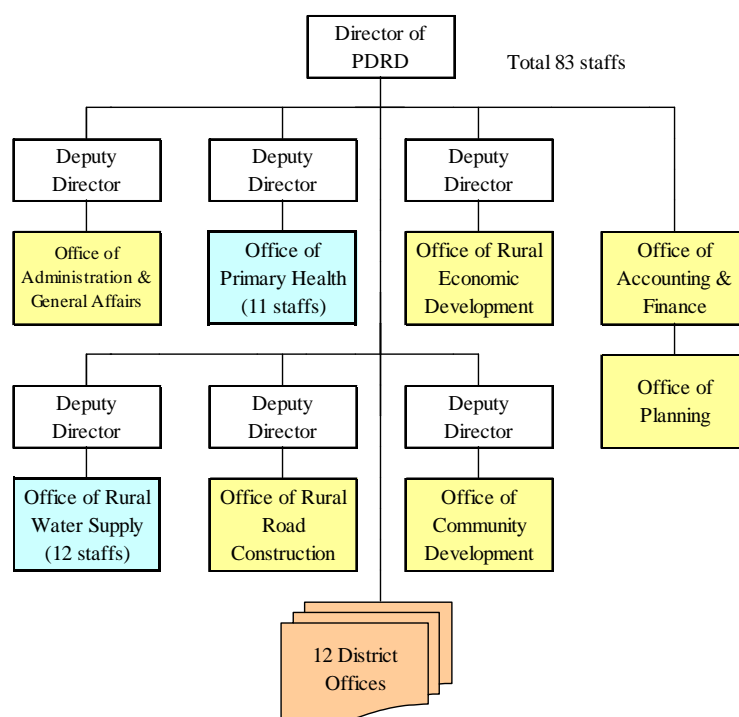 Director of
PDRD
Total 83 staffs
Deputy
Director
Deputy
Director
Deputy
Director
Office of
Administration &
General Affairs
Office of
Primary Health
(11 staffs)
Office of Rural
Economic
Development
Office of
Accounting &
Finance
Deputy
Director
Deputy
Director
Deputy
Director
Office of
Planning
Office of Rural
Water Supply
(12 staffs)
Office of Rural
Road
Construction
Office of
Community
Development
12 District
Offices